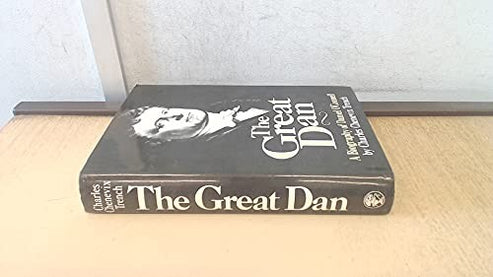 The
Great
Dan
A Biography of Daniel O'Connell
by Charles Chenevix Trench
Charles
Chenevix
Trench
The Great Dan